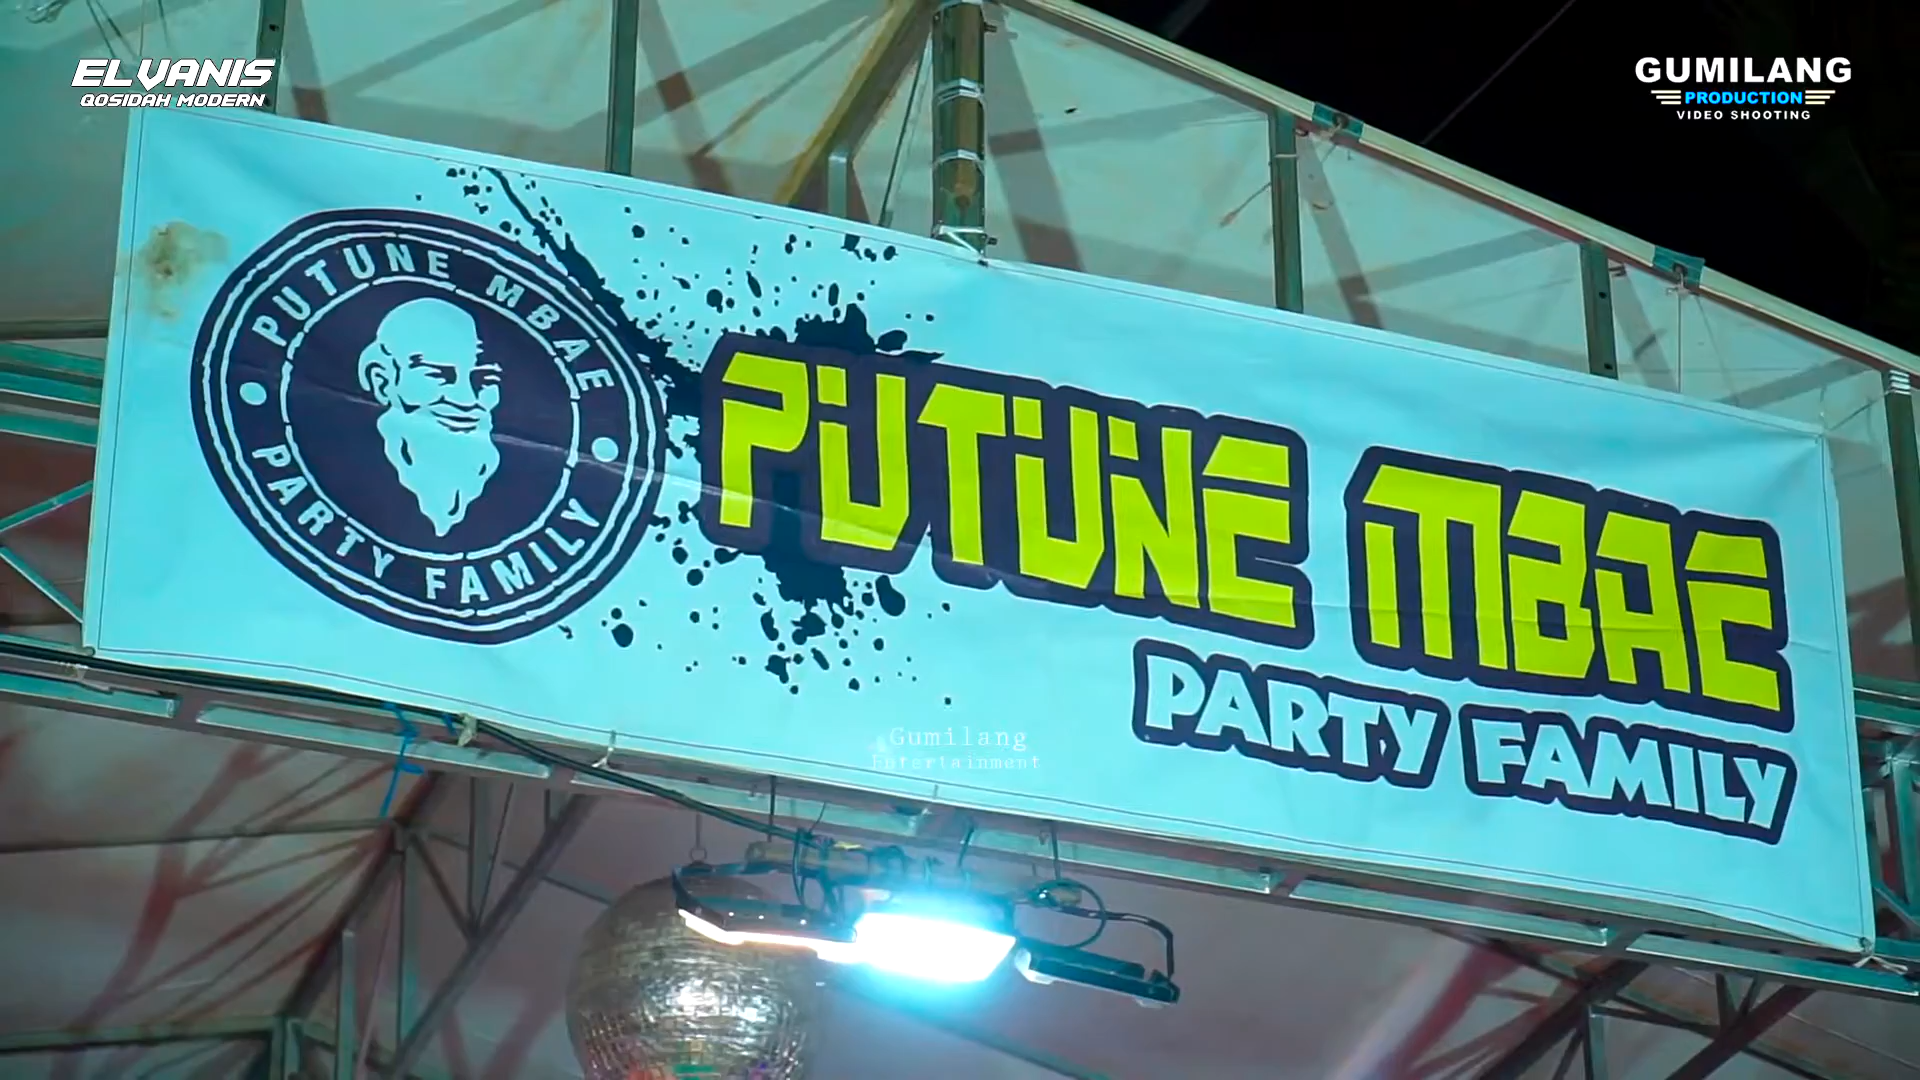 ELVANIS
QOSIDAH MODERN
GUMILANG
PRODUCTION
VIDEO SHOOTING
PUTUNE MBAE
PARTY FAMILY
PUTUNE MBAE
PARTY FAMILY
Gumilang
Entertainment